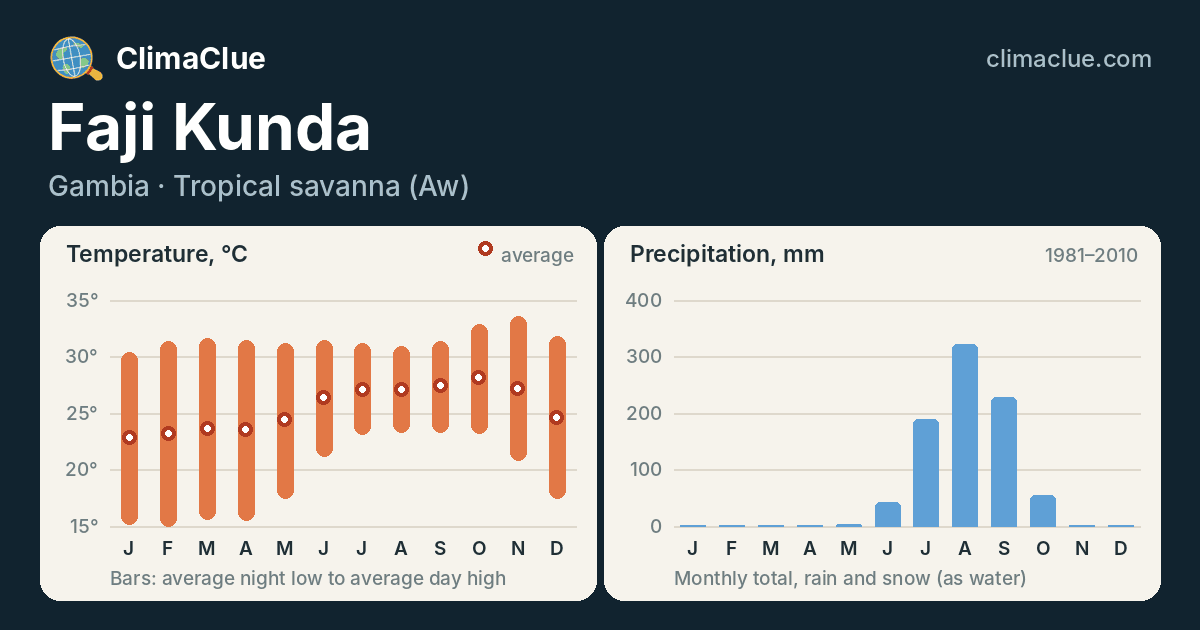 ClimaClue
climaclue.com
Faji Kunda
Gambia · Tropical savanna (Aw)
Temperature, °C
average
35°
30°
25°
20°
15°
J F M A M J J A S O N D
Bars: average night low to average day high
Precipitation, mm
1981–2010
400
300
200
100
0
J F M A M J J A S O N D
Monthly total, rain and snow (as water)